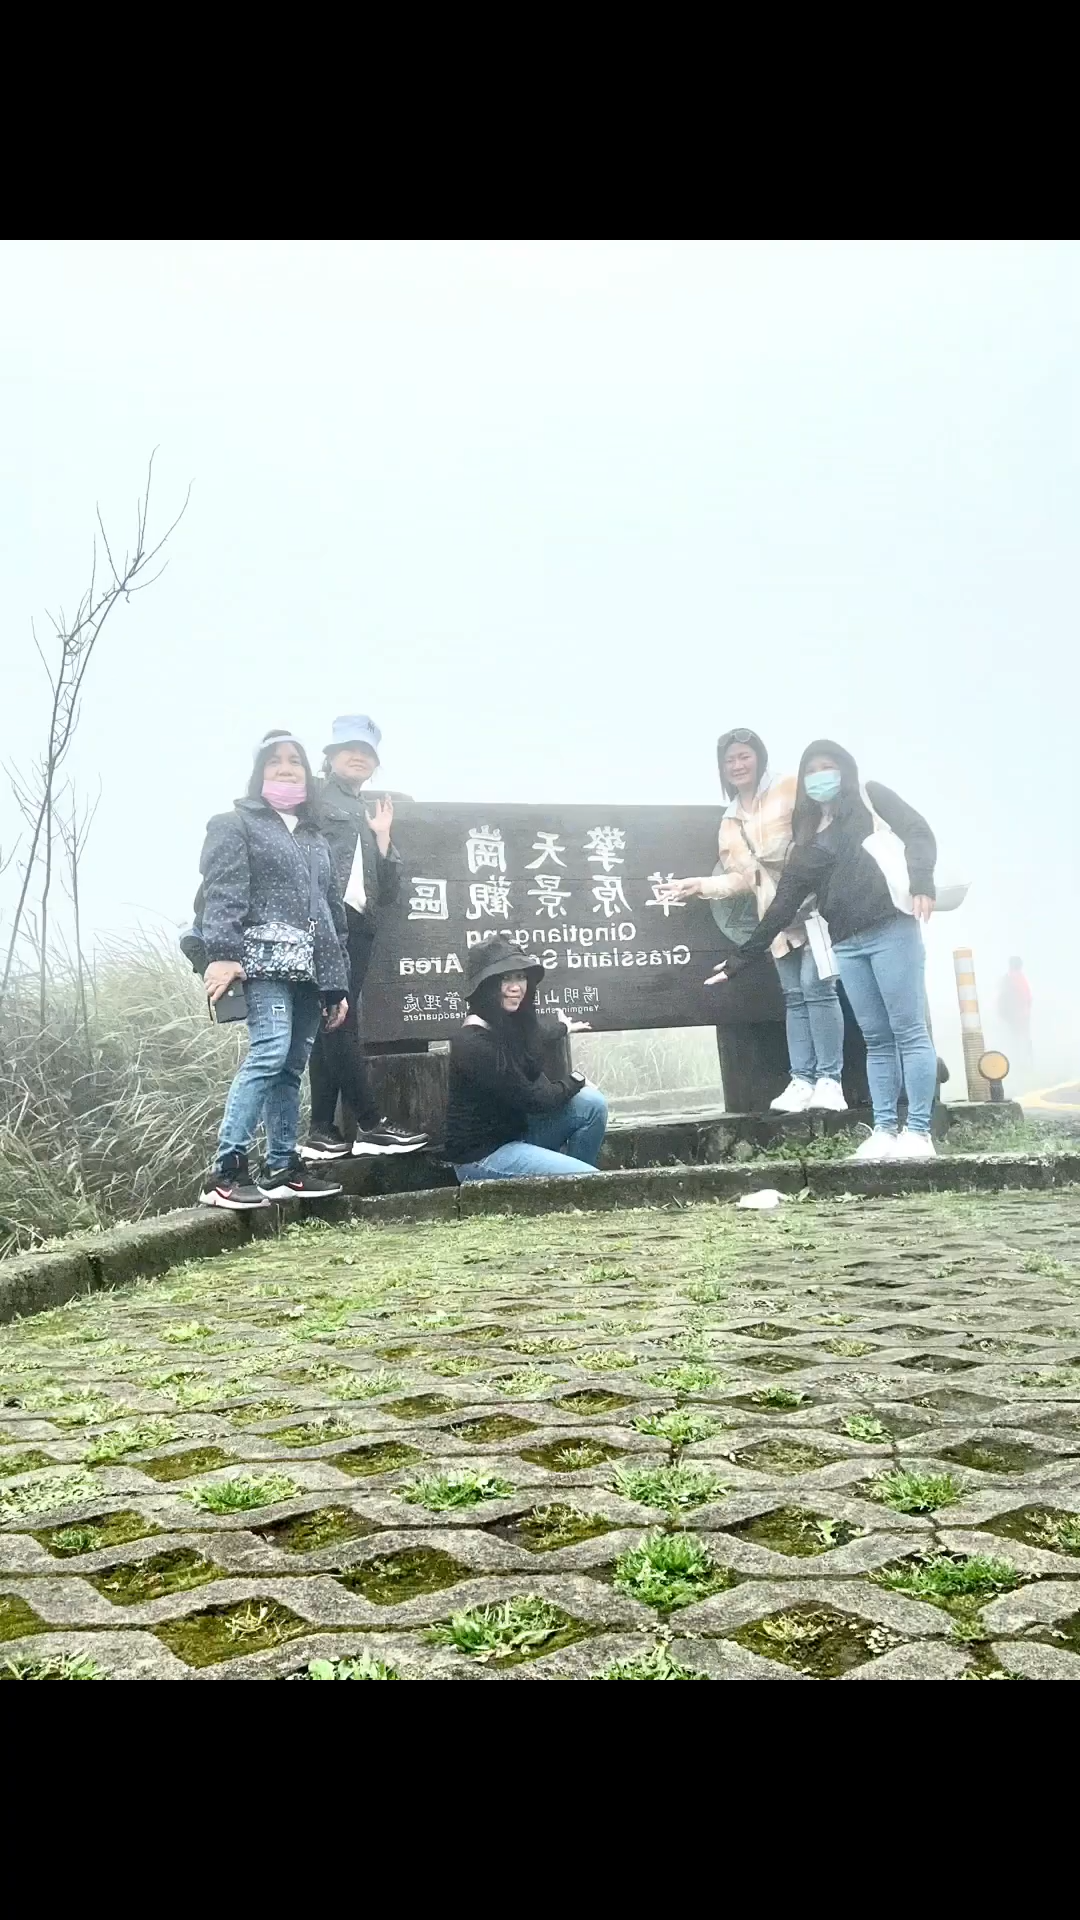 擎天崗
草原景觀區
Qingtiangang
Grassland Area
陽明山 管理處
Headquarters